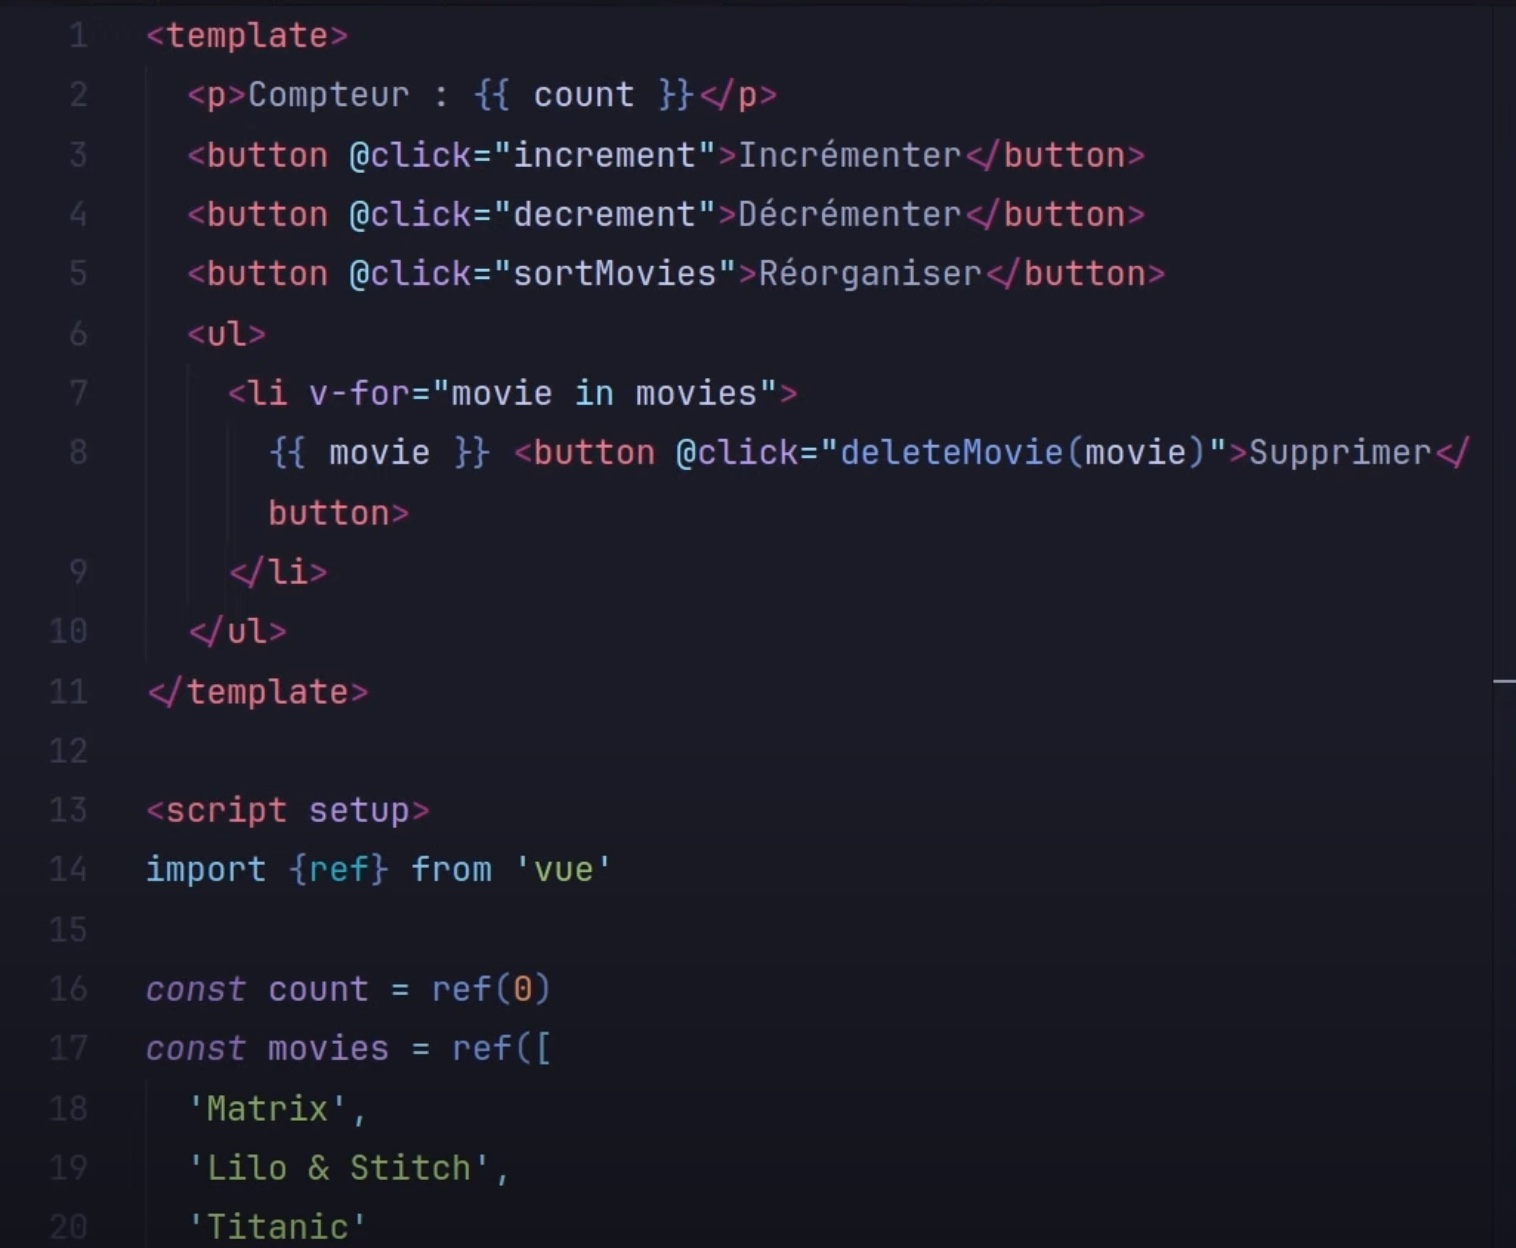 1 <template>
2 <p>Compteur : {{ count }}</p>
3 <button @click="increment">Incrémenter</button>
4 <button @click="decrement">Décrémenter</button>
5 <button @click="sortMovies">Réorganiser</button>
6 <ul>
7 <li v-for="movie in movies">
8 {{ movie }} <button @click="deleteMovie(movie)">Supprimer</
button>
9 </li>
10 </ul>
11 </template>
12
13 <script setup>
14 import {ref} from 'vue'
15
16 const count = ref(0)
17 const movies = ref([
18 'Matrix',
19 'Lilo & Stitch',
20 'Titanic'